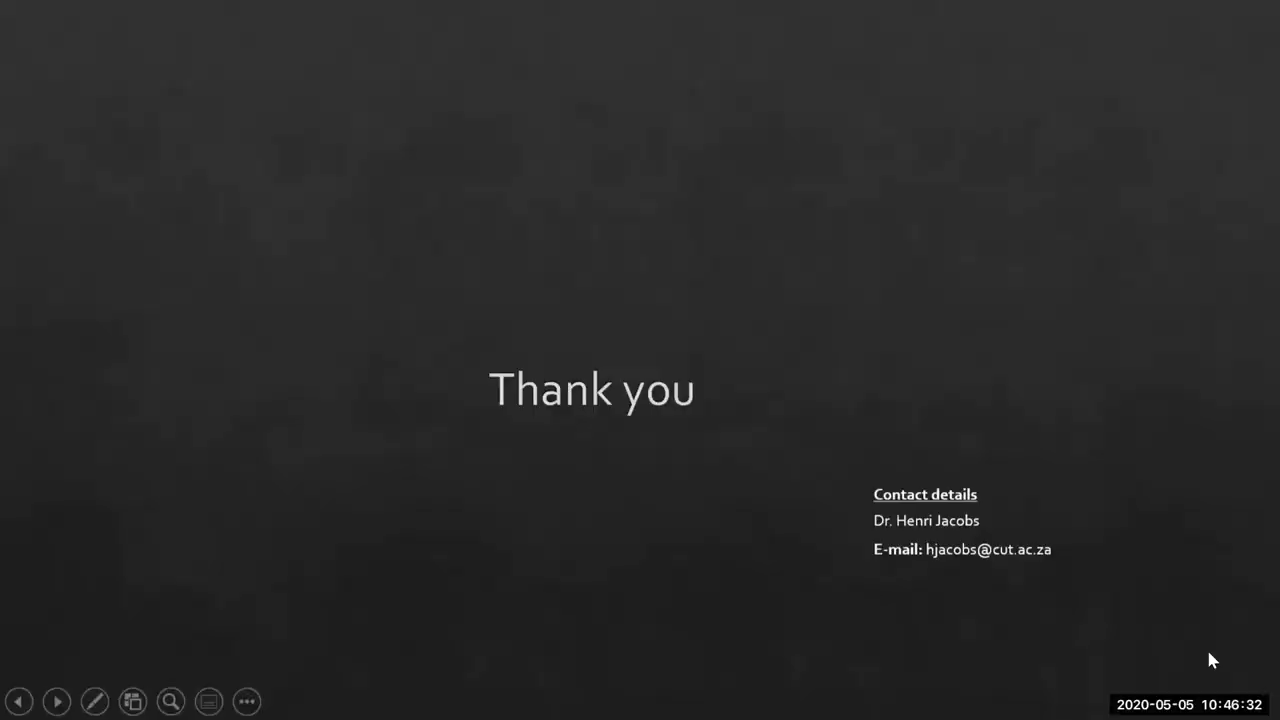 Thank you
Contact details
Dr. Henri Jacobs
E-mail: hjacobs@cut.ac.za
2020-05-05 10:46:32